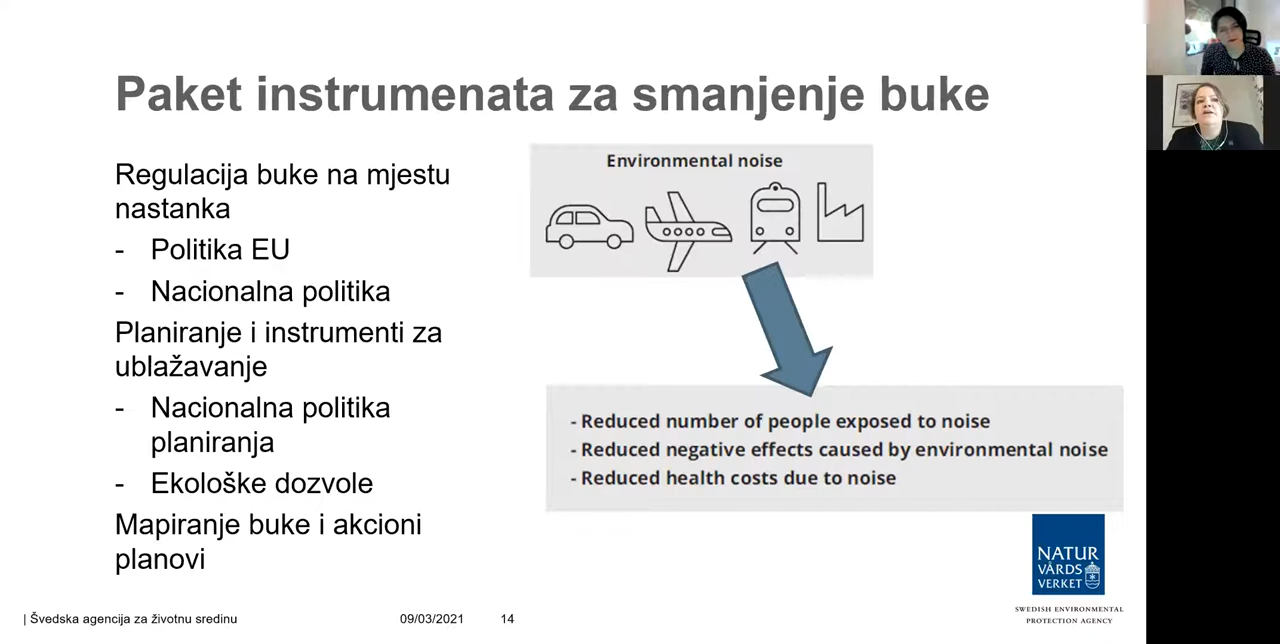 Paket instrumenata za smanjenje buke
Regulacija buke na mjestu
nastanka
- Politika EU
- Nacionalna politika
Planiranje i instrumenti za
ublažavanje
- Nacionalna politika
planiranja
- Ekološke dozvole
Mapiranje buke i akcioni
planovi
Environmental noise
- Reduced number of people exposed to noise
- Reduced negative effects caused by environmental noise
- Reduced health costs due to noise
NATUR
VÅRDS
VERKET
SWEDISH ENVIRONMENTAL
PROTECTION AGENCY
| Švedska agencija za životnu sredinu 09/03/2021 14